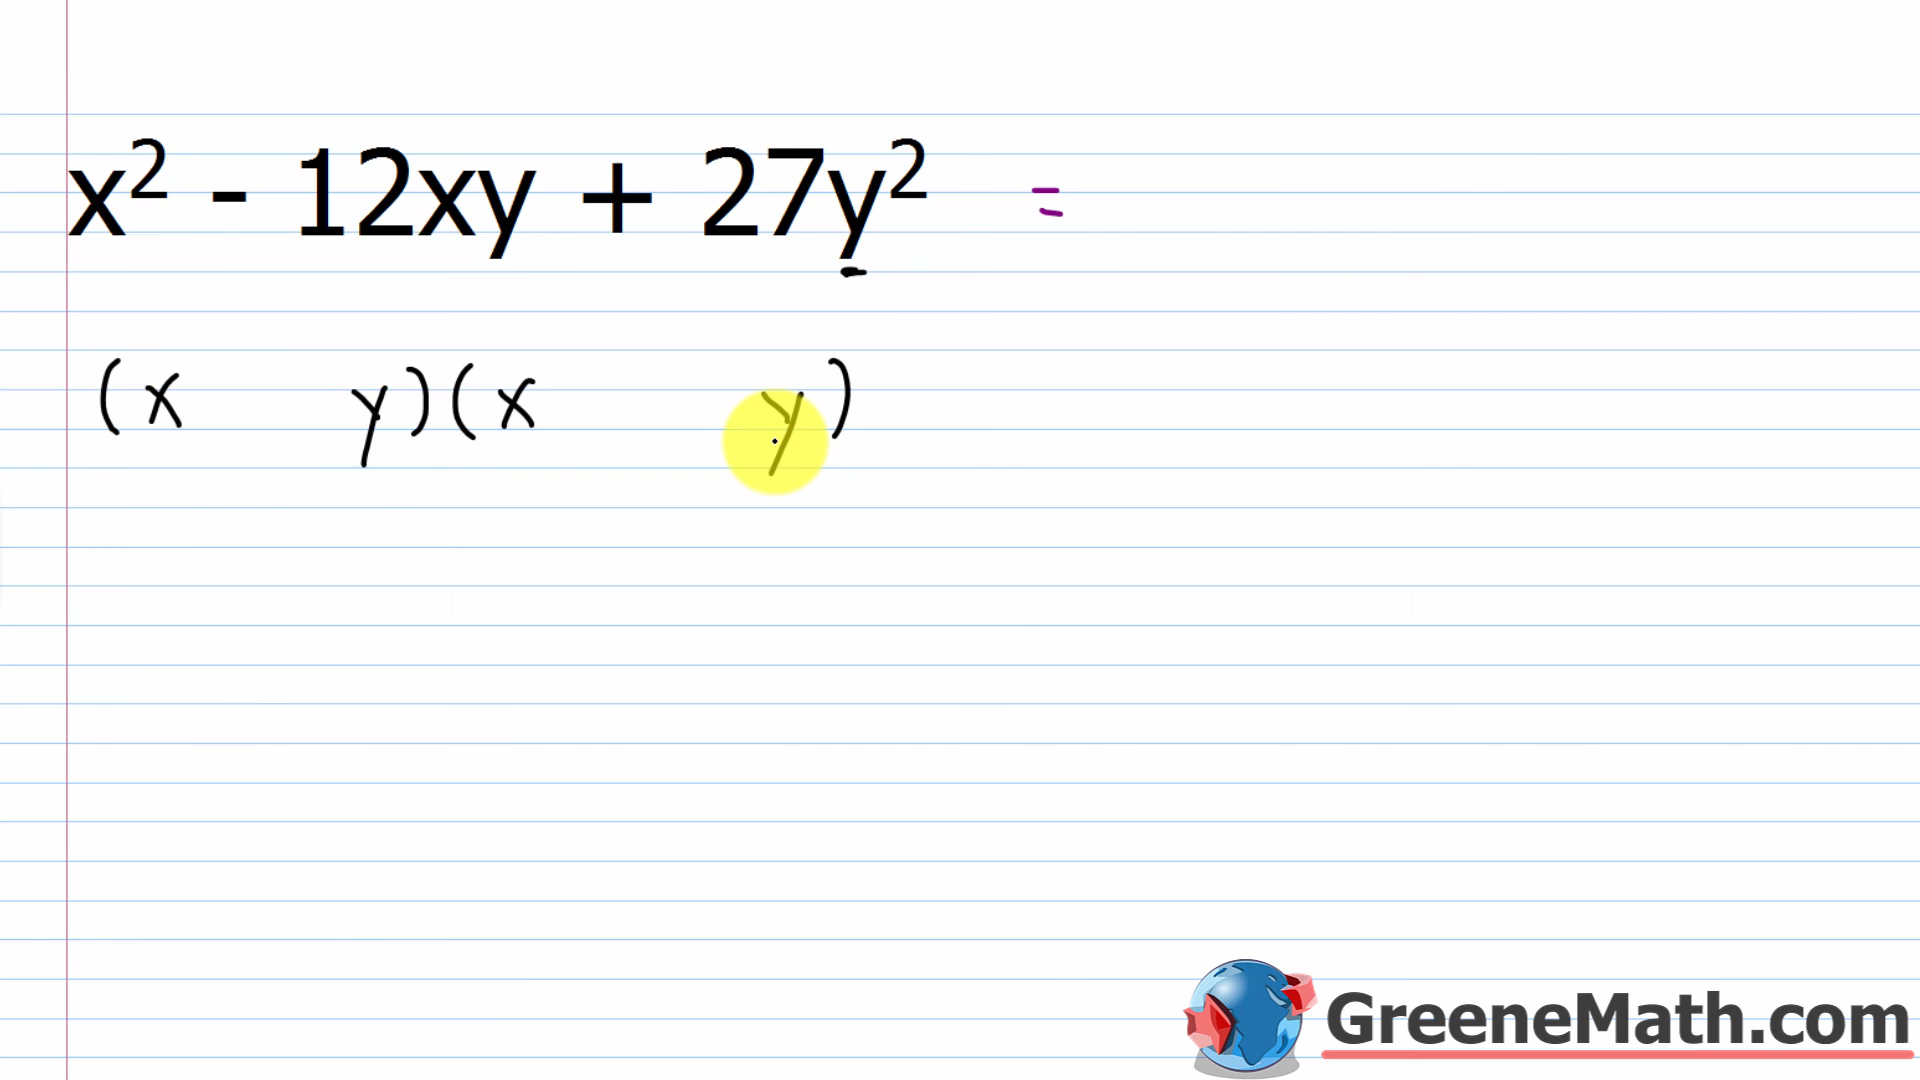 x² - 12xy + 27y² =
(x y)(x y)
GreeneMath.com